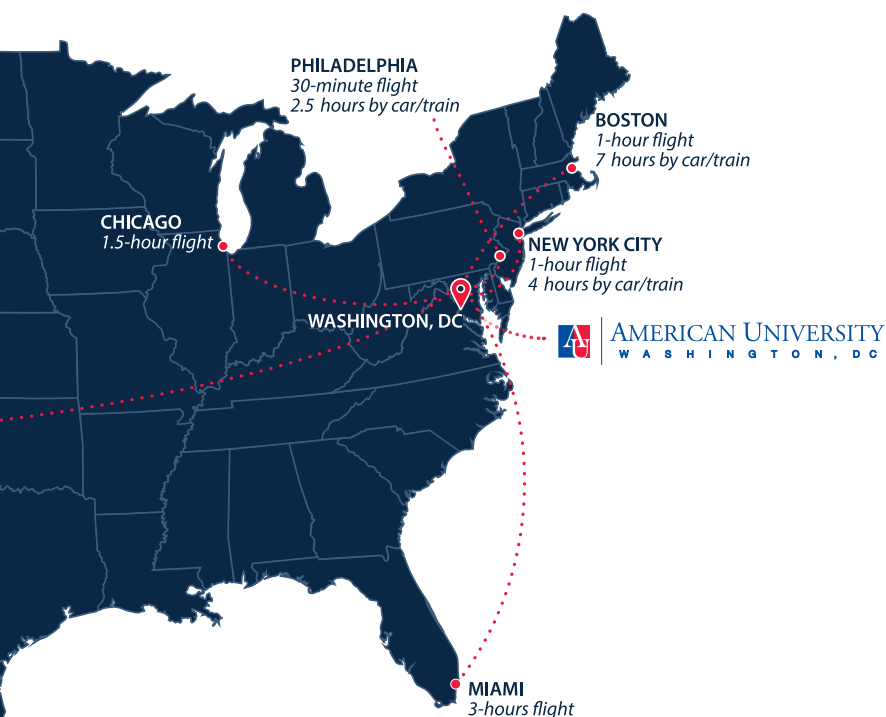 PHILADELPHIA
30-minute flight
2.5 hours by car/train
BOSTON
1-hour flight
7 hours by car/train
CHICAGO
1.5-hour flight
NEW YORK CITY
1-hour flight
4 hours by car/train
WASHINGTON, DC
AU
AMERICAN UNIVERSITY
WASHINGTON, DC
MIAMI
3-hours flight